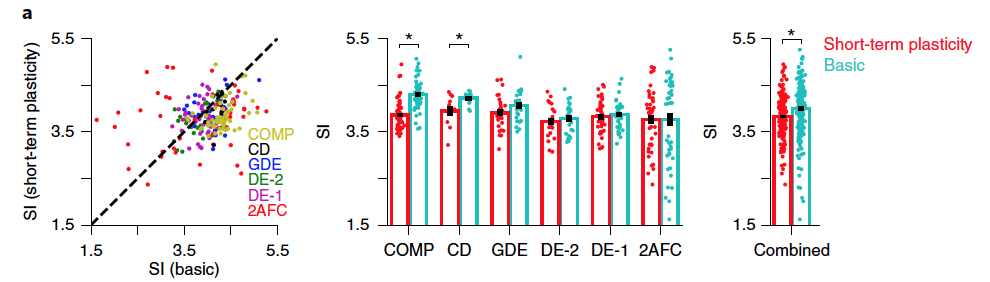 a
SI (short-term plasticity)
5.5
3.5
1.5
1.5
3.5
5.5
SI (basic)
COMP
CD
GDE
DE-2
DE-1
2AFC
SI
5.5
3.5
1.5
*
*
COMP
CD
GDE
DE-2
DE-1
2AFC
SI
5.5
3.5
1.5
*
Combined
Short-term plasticity
Basic